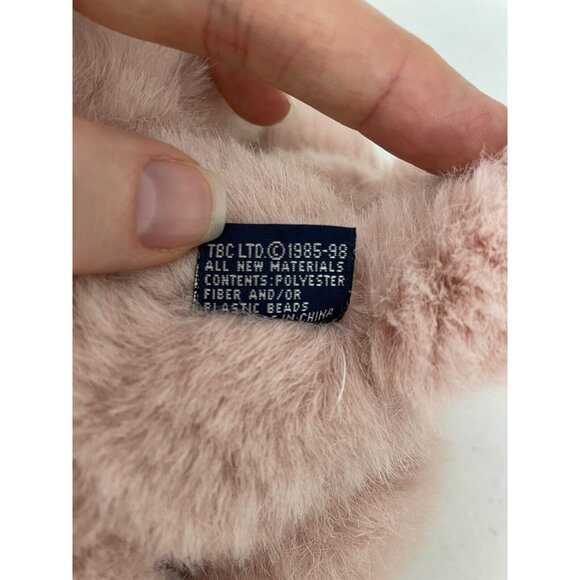 TBC LTD.©1985-98
ALL NEW MATERIALS
CONTENTS:POLYESTER
FIBER AND/OR
PLASTIC BEADS
IN CHINA